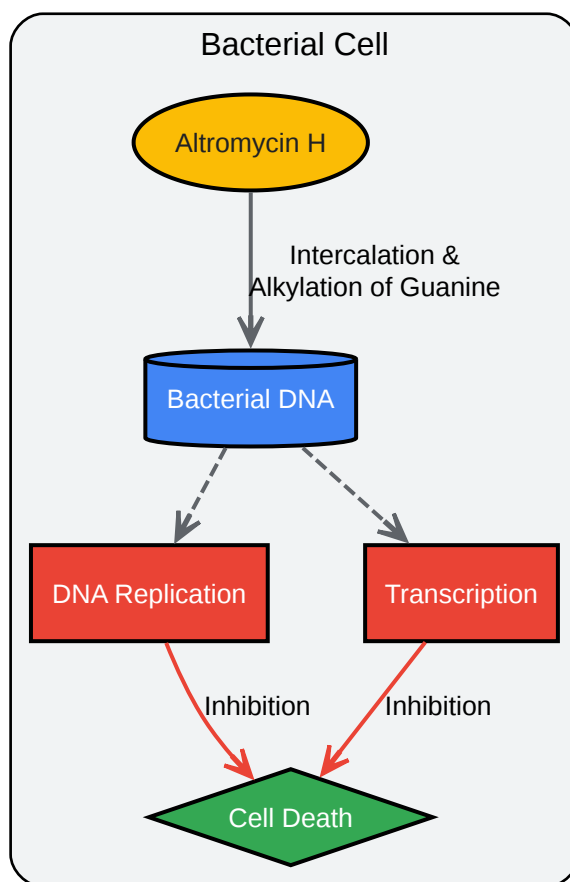 Bacterial Cell
Altromycin H
Intercalation &
Alkylation of Guanine
Bacterial DNA
DNA Replication
Transcription
Inhibition
Inhibition
Cell Death